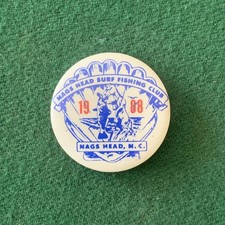 NAGS HEAD SURF FISHING CLUB
19 88
NAGS HEAD, N.C.